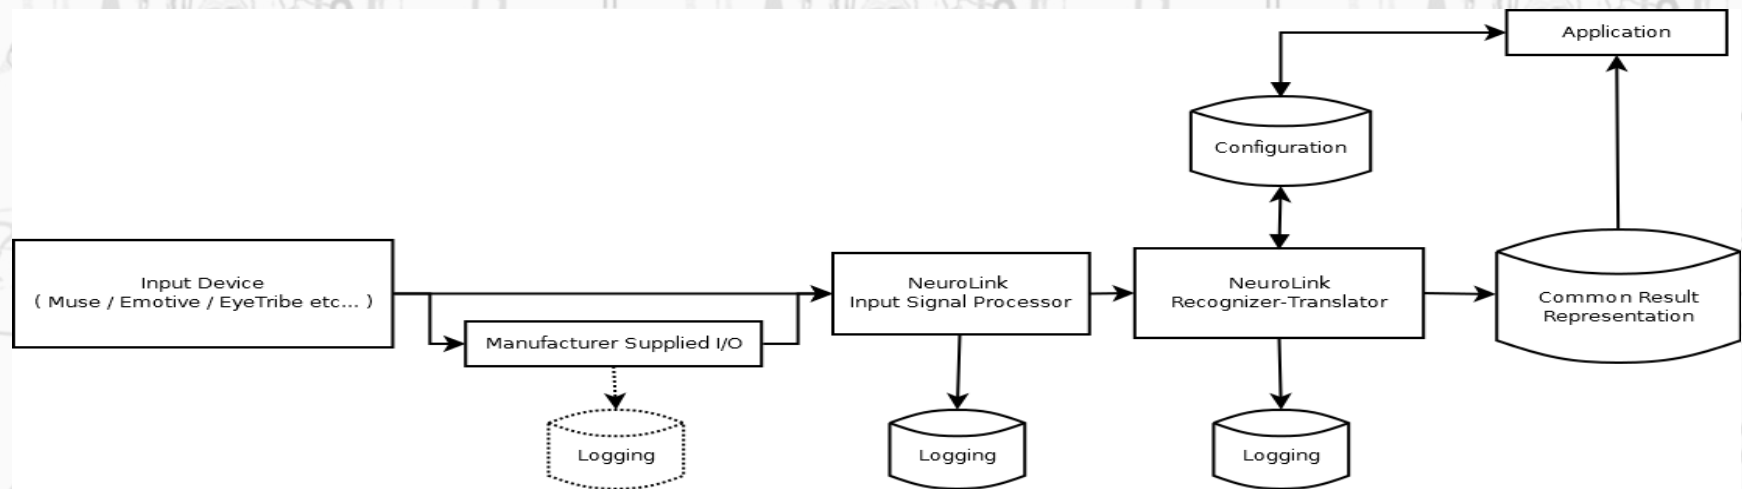 Application
Configuration
Input Device
( Muse / Emotive / EyeTribe etc... )
NeuroLink
Input Signal Processor
NeuroLink
Recognizer-Translator
Common Result
Representation
Manufacturer Supplied I/O
Logging
Logging
Logging